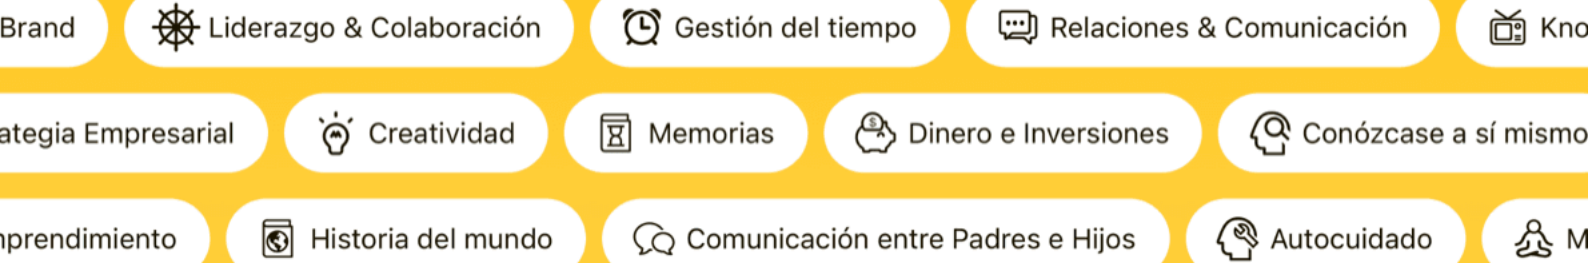 Brand Liderazgo & Colaboración Gestión del tiempo Relaciones & Comunicación Kno
ategia Empresarial Creatividad Memorias Dinero e Inversiones Conózcase a sí mismo
nprendimiento Historia del mundo Comunicación entre Padres e Hijos Autocuidado M